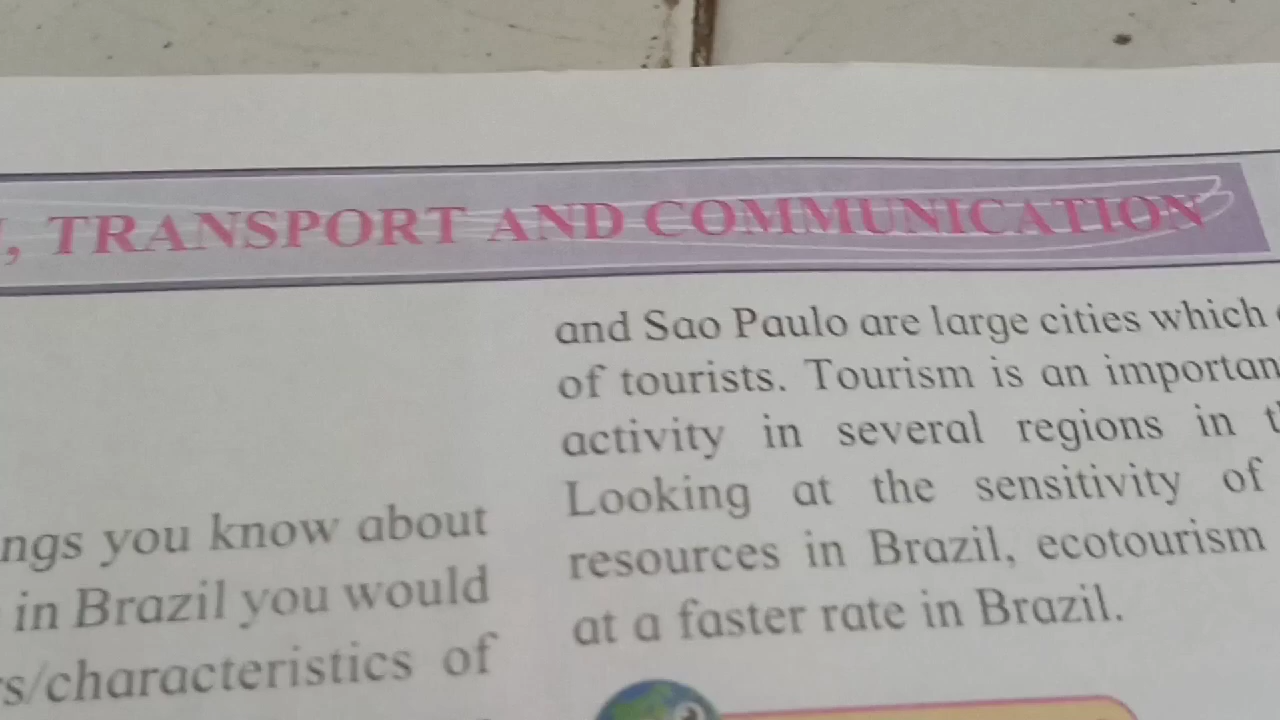 , TRANSPORT AND COMMUNICATION
ngs you know about
in Brazil you would
s/characteristics of
and Sao Paulo are large cities which
of tourists. Tourism is an importan
activity in several regions in t
Looking at the sensitivity of
resources in Brazil, ecotourism
at a faster rate in Brazil.